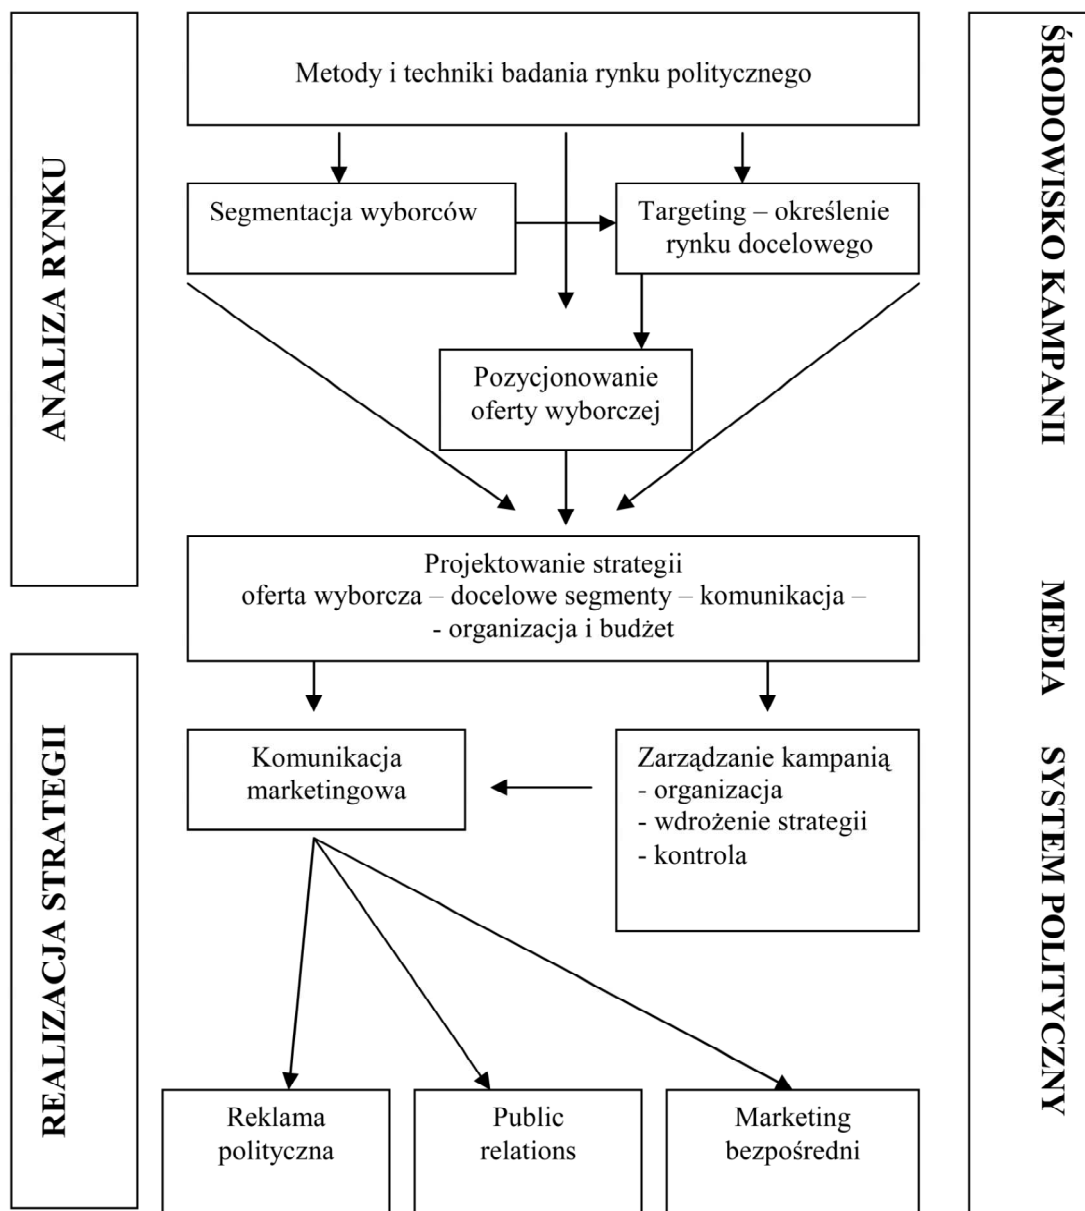 ANALIZA RYNKU
REALIZACJA STRATEGII
Metody i techniki badania rynku politycznego
Segmentacja wyborców
Targeting – określenie
rynku docelowego
Pozycjonowanie
oferty wyborczej
Projektowanie strategii
oferta wyborcza – docelowe segmenty – komunikacja –
- organizacja i budżet
Komunikacja
marketingowa
Zarządzanie kampanią
- organizacja
- wdrożenie strategii
- kontrola
Reklama
polityczna
Public
relations
Marketing
bezpośredni
ŚRODOWISKO KAMPANII MEDIA SYSTEM POLITYCZNY